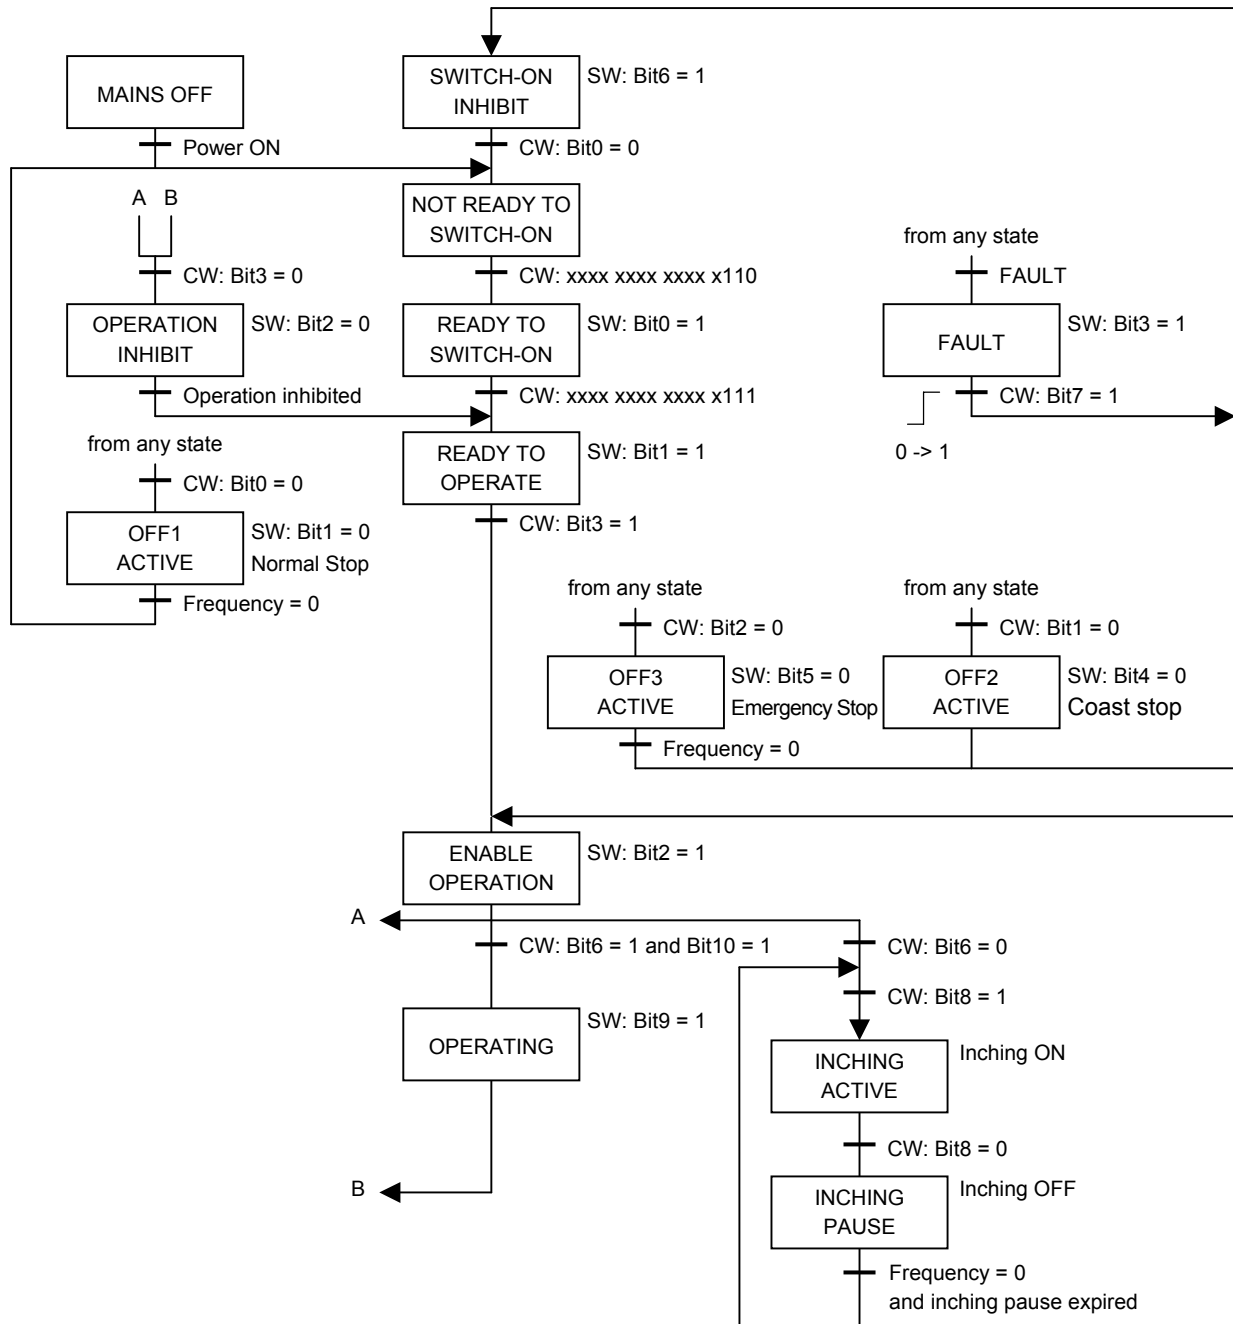 MAINS OFF
Power ON
SWITCH-ON
INHIBIT
SW: Bit6 = 1
CW: Bit0 = 0
NOT READY TO
SWITCH-ON
CW: xxxx xxxx xxxx x110
A B
CW: Bit3 = 0
OPERATION
INHIBIT
SW: Bit2 = 0
Operation inhibited
READY TO
SWITCH-ON
SW: Bit0 = 1
CW: xxxx xxxx xxxx x111
from any state
FAULT
FAULT
SW: Bit3 = 1
CW: Bit7 = 1
0 -> 1
from any state
CW: Bit0 = 0
OFF1
ACTIVE
SW: Bit1 = 0
Normal Stop
Frequency = 0
READY TO
OPERATE
SW: Bit1 = 1
CW: Bit3 = 1
from any state
CW: Bit2 = 0
OFF3
ACTIVE
SW: Bit5 = 0
Emergency Stop
Frequency = 0
from any state
CW: Bit1 = 0
OFF2
ACTIVE
SW: Bit4 = 0
Coast stop
ENABLE
OPERATION
SW: Bit2 = 1
A
CW: Bit6 = 1 and Bit10 = 1
CW: Bit6 = 0
CW: Bit8 = 1
OPERATING
SW: Bit9 = 1
INCHING
ACTIVE
Inching ON
CW: Bit8 = 0
B
INCHING
PAUSE
Inching OFF
Frequency = 0
and inching pause expired